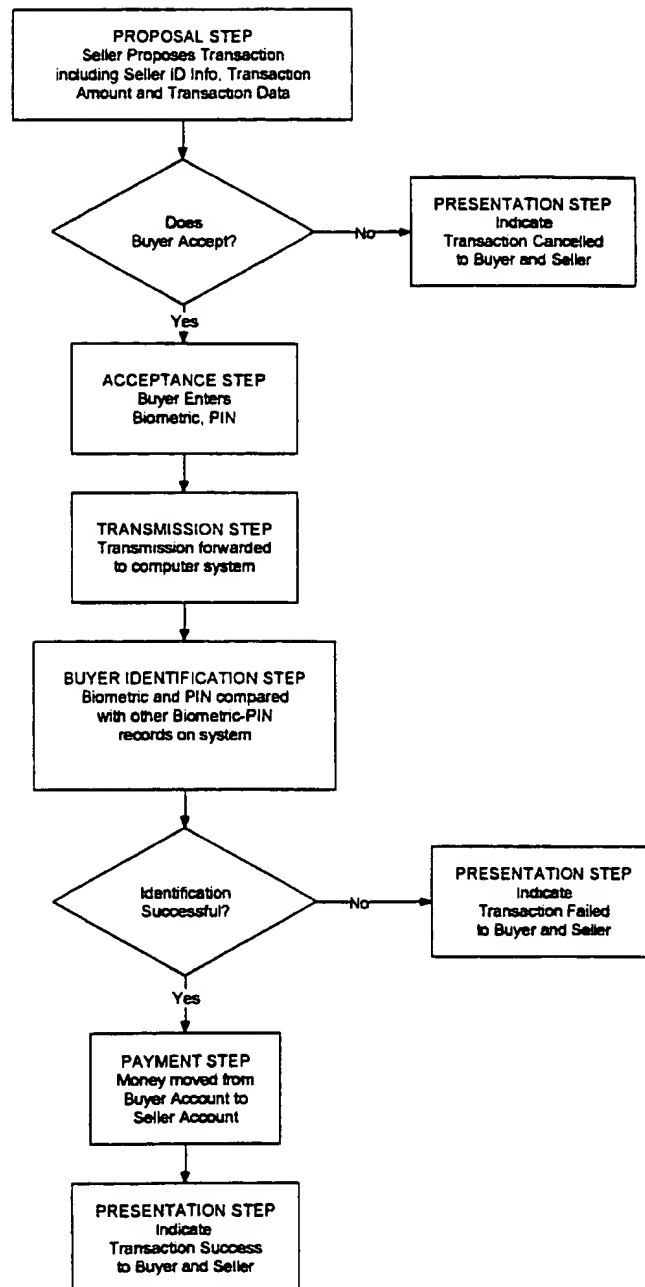 PROPOSAL STEP
Seller Proposes Transaction
including Seller ID Info, Transaction
Amount and Transaction Data
Does
Buyer Accept?
No
PRESENTATION STEP
Indicate
Transaction Cancelled
to Buyer and Seller
Yes
ACCEPTANCE STEP
Buyer Enters
Biometric, PIN
TRANSMISSION STEP
Transmission forwarded
to computer system
BUYER IDENTIFICATION STEP
Biometric and PIN compared
with other Biometric-PIN
records on system
Identification
Successful?
No
PRESENTATION STEP
Indicate
Transaction Failed
to Buyer and Seller
Yes
PAYMENT STEP
Money moved from
Buyer Account to
Seller Account
PRESENTATION STEP
Indicate
Transaction Success
to Buyer and Seller